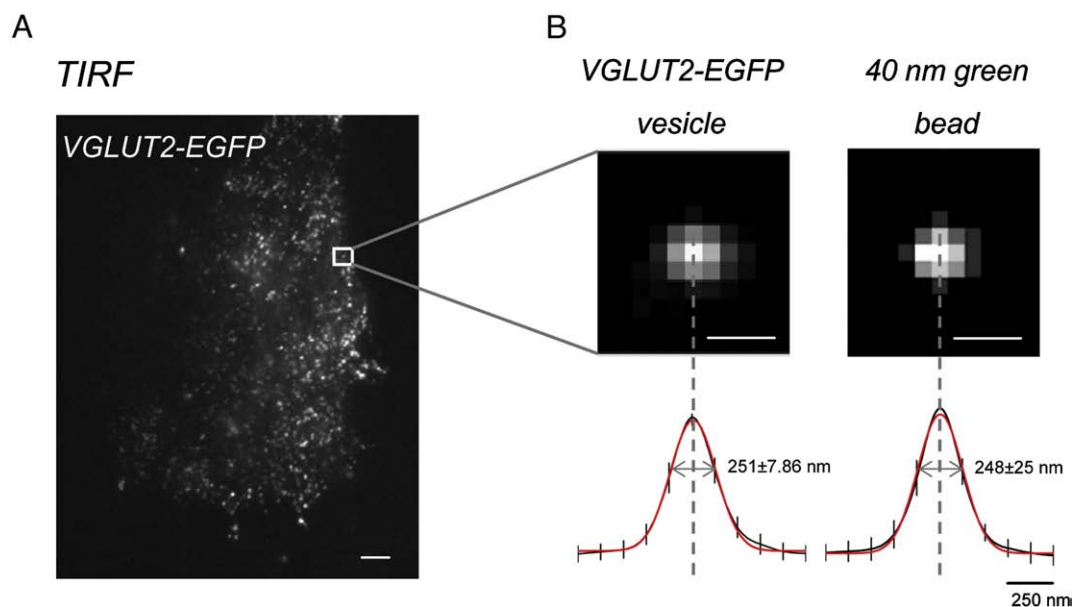 A
TIRF
VGLUT2-EGFP
B
VGLUT2-EGFP
vesicle
40 nm green
bead
251±7.86 nm
248±25 nm
250 nm